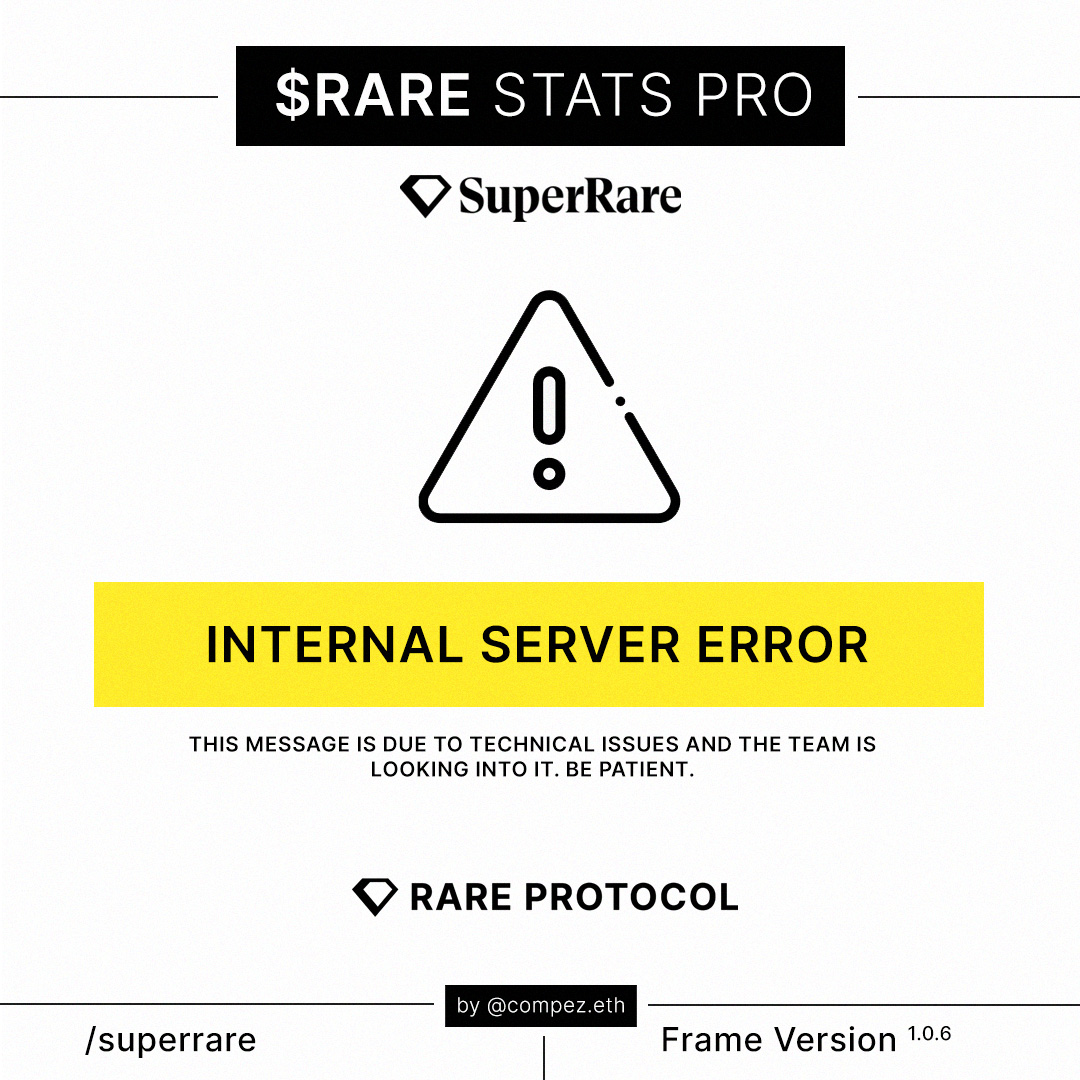 $RARE STATS PRO
SuperRare
INTERNAL SERVER ERROR
THIS MESSAGE IS DUE TO TECHNICAL ISSUES AND THE TEAM IS
LOOKING INTO IT. BE PATIENT.
RARE PROTOCOL
by @compez.eth
/superrare
Frame Version 1.0.6